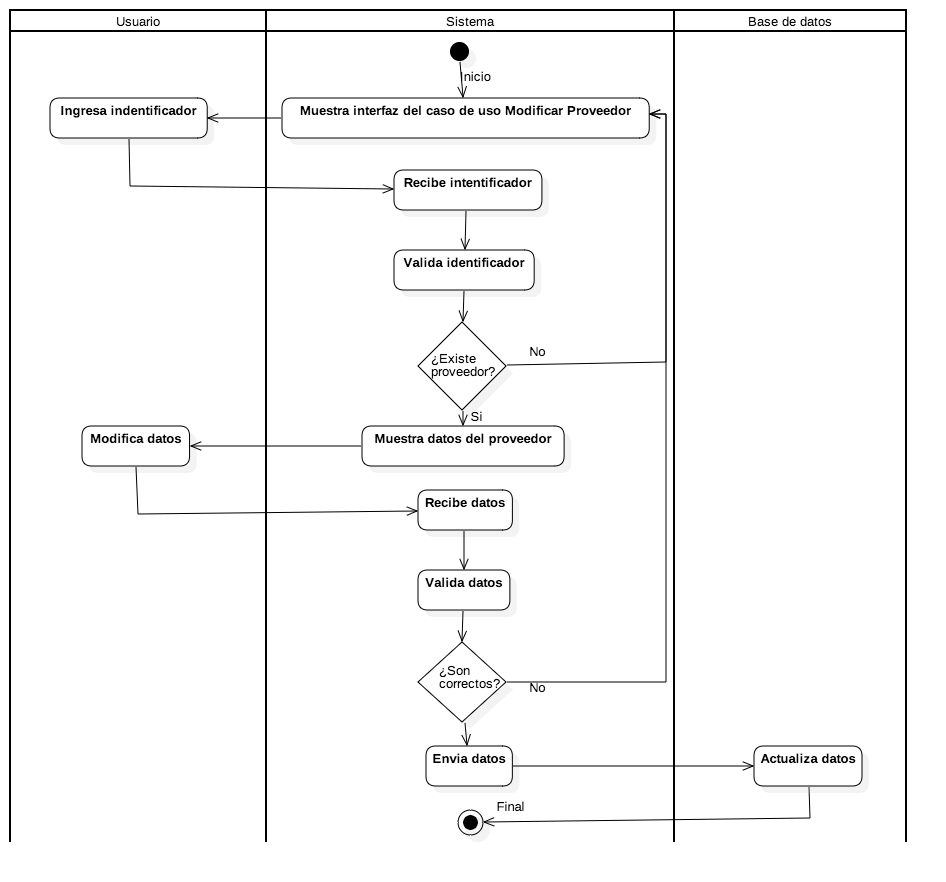 Usuario
Sistema
Base de datos
Inicio
Ingresa indentificador
Muestra interfaz del caso de uso Modificar Proveedor
Recibe intentificador
Valida identificador
¿Existe
proveedor?
No
Si
Modifica datos
Muestra datos del proveedor
Recibe datos
Valida datos
¿Son
correctos?
No
Envia datos
Actualiza datos
Final